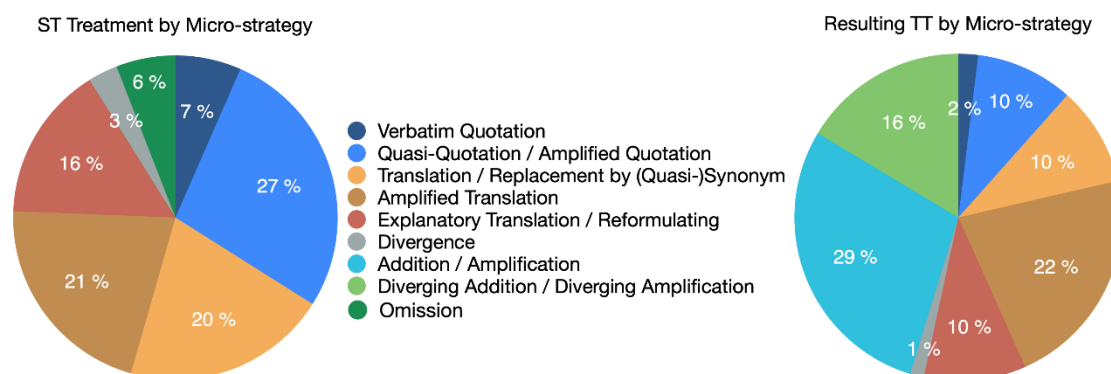 ST Treatment by Micro-strategy
6 %
7 %
3 %
27 %
16 %
21 %
20 %
Verbatim Quotation
Quasi-Quotation / Amplified Quotation
Translation / Replacement by (Quasi-)Synonym
Amplified Translation
Explanatory Translation / Reformulating
Divergence
Addition / Amplification
Diverging Addition / Diverging Amplification
Omission
Resulting TT by Micro-strategy
2 %
10 %
16 %
10 %
29 %
22 %
10 %
1 %